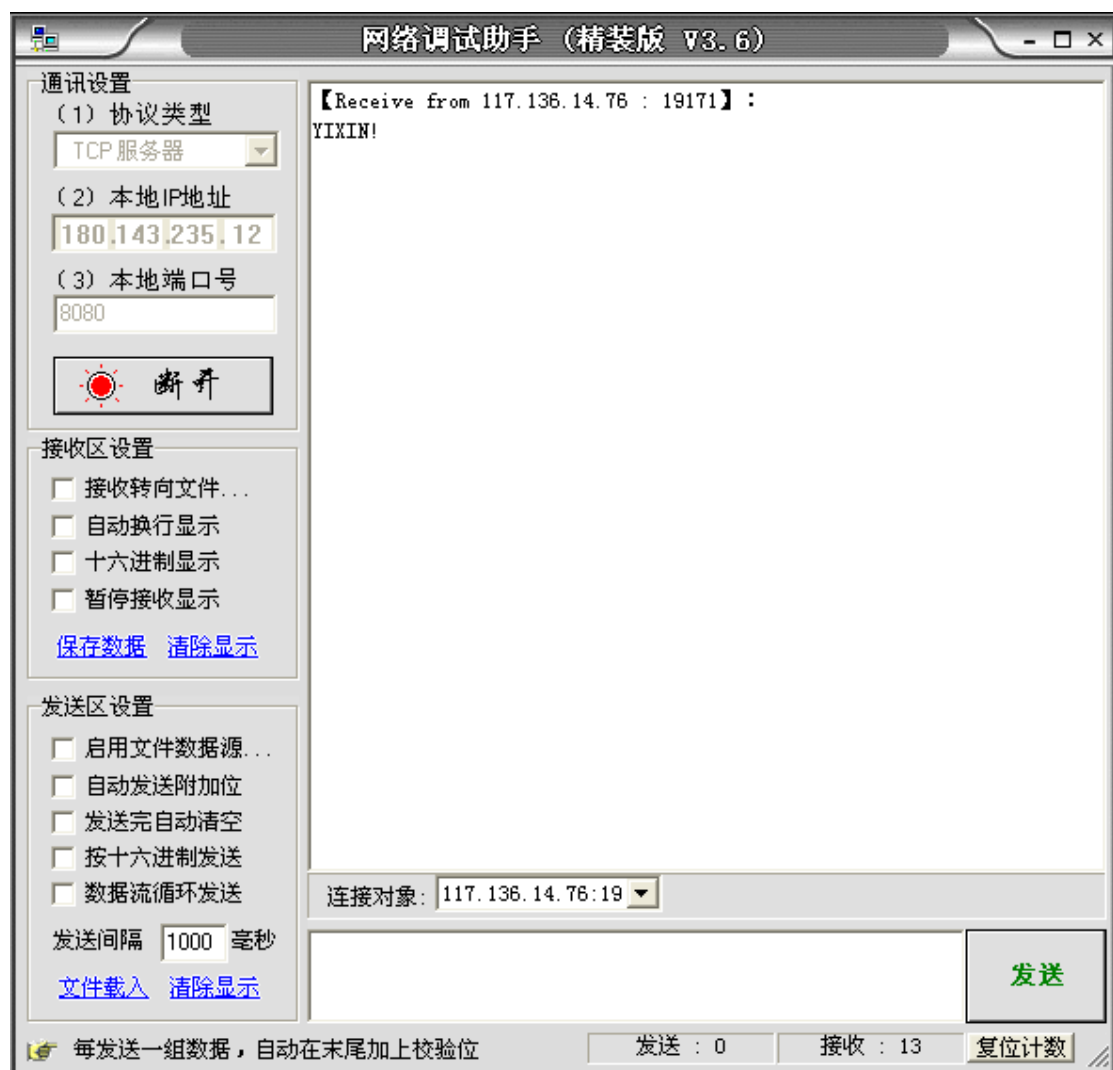 网络调试助手 (精装版 V3.6)
通讯设置
(1) 协议类型
TCP服务器
(2) 本地IP地址
180.143.235.12
(3) 本地端口号
8080
断开
接收区设置
接收转向文件...
自动换行显示
十六进制显示
暂停接收显示
保存数据 清除显示
发送区设置
启用文件数据源...
自动发送附加位
发送完自动清空
按十六进制发送
数据流循环发送
发送间隔 1000 毫秒
文件载入 清除显示
【Receive from 117.136.14.76 : 19171】:
YIXIN!
连接对象: 117.136.14.76:19
发送
每发送一组数据,自动在末尾加上校验位
发送 : 0
接收 : 13
复位计数